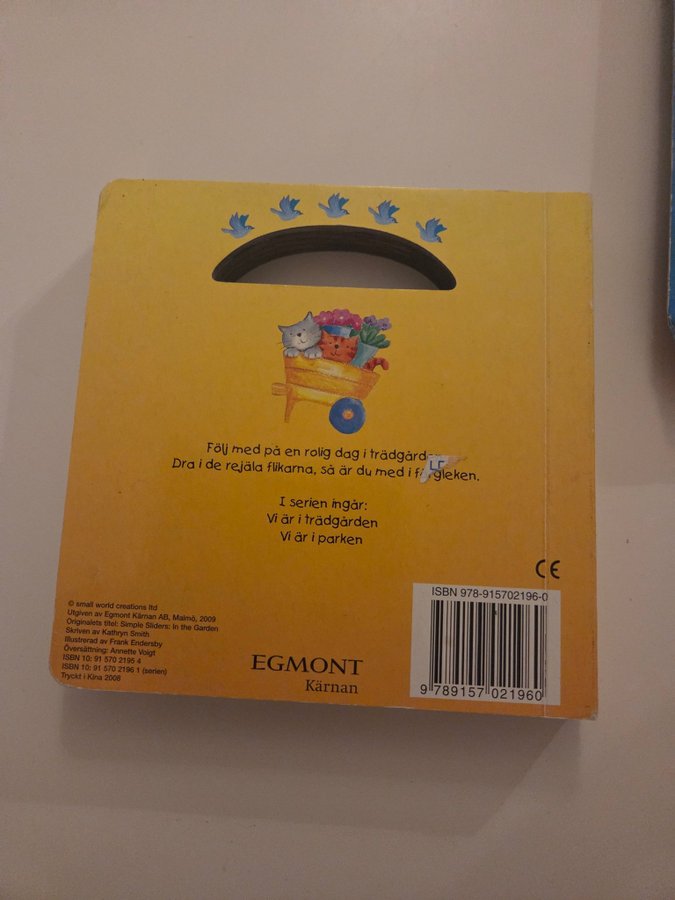 Följ med på en rolig dag i
Dra i de rejäla flikarna, så är du med i
I serien ingår:
Vi är i trädgården
Vi är i parken
CE
ISBN 978-915702196-0
9 789157 021960
© small world creations ltd
Utgiven av Egmont Kärnan AB, Malmö, 2009
Originalets titel: Simple Sliders: In the Garden
Skriven av Kathryn Smith
Illustrerad av Frank Endersby
Översättning: Annette Voigt
ISBN 10: 91 570 2195 4
ISBN 10: 91 570 2196 1 (serien)
Tryckt i Kina 2008
EGMONT
Kärnan